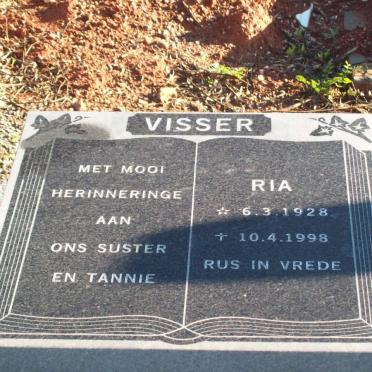 VISSER
MET MOOI
HERINNERINGE
AAN
ONS SUSTER
EN TANNIE
RIA
☆ 6.3.1928
✝ 10.4.1998
RUS IN VREDE